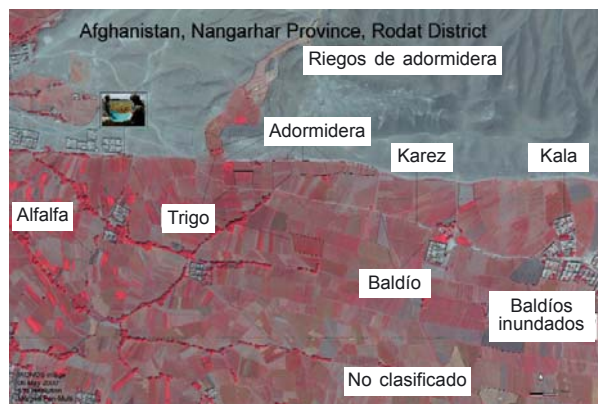 Afghanistan, Nangarhar Province, Rodat District
Riegos de adormidera
Adormidera
Karez
Kala
Alfalfa
Trigo
Baldío
Baldíos
inundados
No clasificado